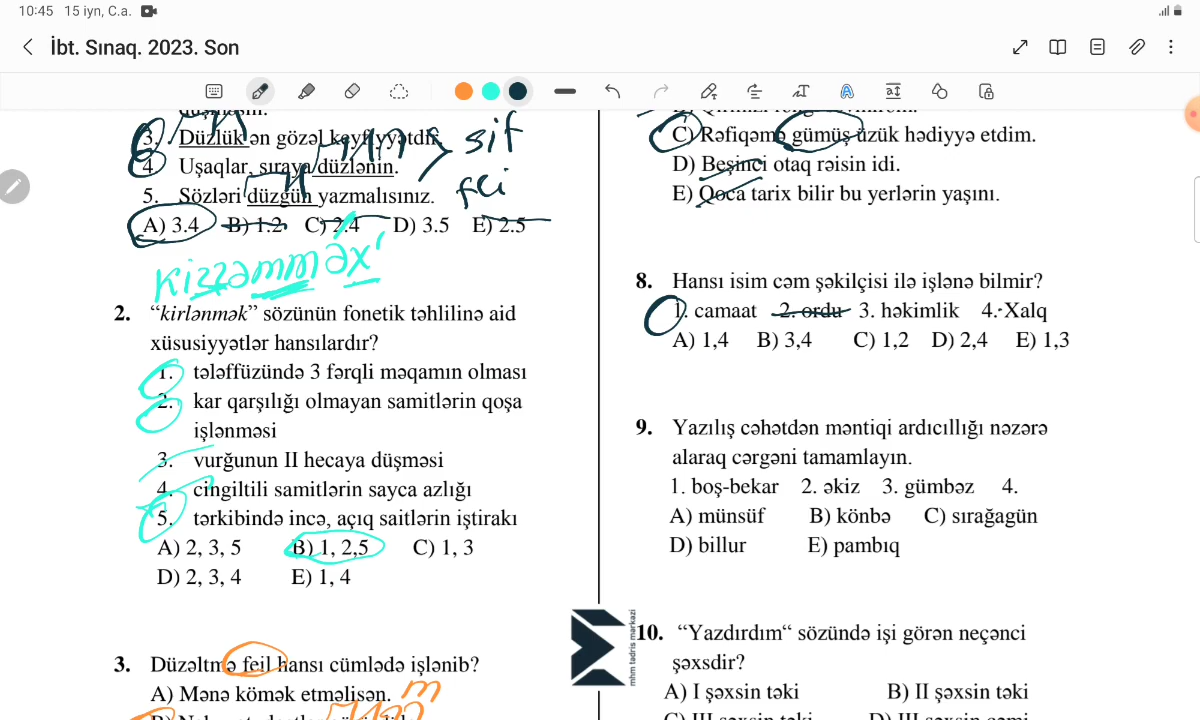 10:45 15 iyn, C.a.
İbt. Sınaq. 2023. Son
3. Düzlük ən gözəl keyfiyyətdir. sif
4. Uşaqlar, sıraya düzlənin.
5. Sözləri düzgün yazmalısınız. fei
A) 3.4 B) 1.2 C) 2.4 D) 3.5 E) 2.5
kizzəmməx'
2. “kirlənmək” sözünün fonetik təhlilinə aid
xüsusiyyətlər hansılardır?
1. tələffüzündə 3 fərqli məqamın olması
2. kar qarşılığı olmayan samitlərin qoşa
işlənməsi
3. vurğunun II hecaya düşməsi
4. cingiltili samitlərin sayca azlığı
5. tərkibində incə, açıq saitlərin iştirakı
A) 2, 3, 5 B) 1, 2,5 C) 1, 3
D) 2, 3, 4 E) 1, 4
3. Düzəltmə feil hansı cümlədə işlənib?
A) Mənə kömək etməlisən. m
C) Rəfiqəmə gümüş üzük hədiyyə etdim.
D) Beşinci otaq rəisin idi.
E) Qoca tarix bilir bu yerlərin yaşını.
8. Hansı isim cəm şəkilçisi ilə işlənə bilmir?
1. camaat 2. ordu 3. həkimlik 4. Xalq
A) 1,4 B) 3,4 C) 1,2 D) 2,4 E) 1,3
9. Yazılış cəhətdən məntiqi ardıcıllığı nəzərə
alaraq cərgəni tamamlayın.
1. boş-bekar 2. əkiz 3. gümbəz 4.
A) münsüf B) könbə C) sırağagün
D) billur E) pambıq
mhm tədris mərkəzi
10. “Yazdırdım“ sözündə işi görən neçənci
şəxsdir?
A) I şəxsin təki B) II şəxsin təki